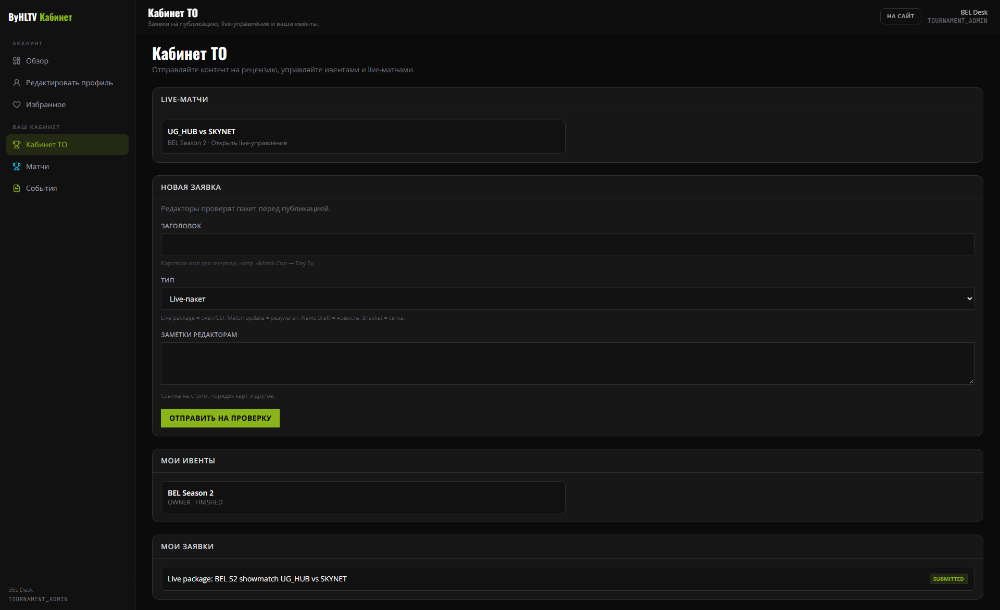 ByHLTV Кабинет
Кабинет ТО
Заявки на публикацию, live-управление и ваши ивенты.
НА САЙТ
BEL Desk
TOURNAMENT_ADMIN
АККАУНТ
Обзор
Редактировать профиль
Избранное
ВАШ КАБИНЕТ
Кабинет ТО
Матчи
События
BEL Desk
TOURNAMENT_ADMIN
Кабинет ТО
Отправляйте контент на рецензию, управляйте ивентами и live-матчами.
LIVE-МАТЧИ
UG_HUB vs SKYNET
BEL Season 2 · Открыть live-управление
НОВАЯ ЗАЯВКА
Редакторы проверят пакет перед публикацией.
ЗАГОЛОВОК
Короткое имя для очереди, напр. «Minsk Cup — Day 2».
ТИП
Live-пакет
Live package = счёт/GSI. Match update = результат. News draft = новость. Bracket = сетка.
ЗАМЕТКИ РЕДАКТОРАМ
Ссылка на стрим, порядок карт и другое.
ОТПРАВИТЬ НА ПРОВЕРКУ
МОИ ИВЕНТЫ
BEL Season 2
OWNER · FINISHED
МОИ ЗАЯВКИ
Live package: BEL S2 showmatch UG_HUB vs SKYNET
SUBMITTED